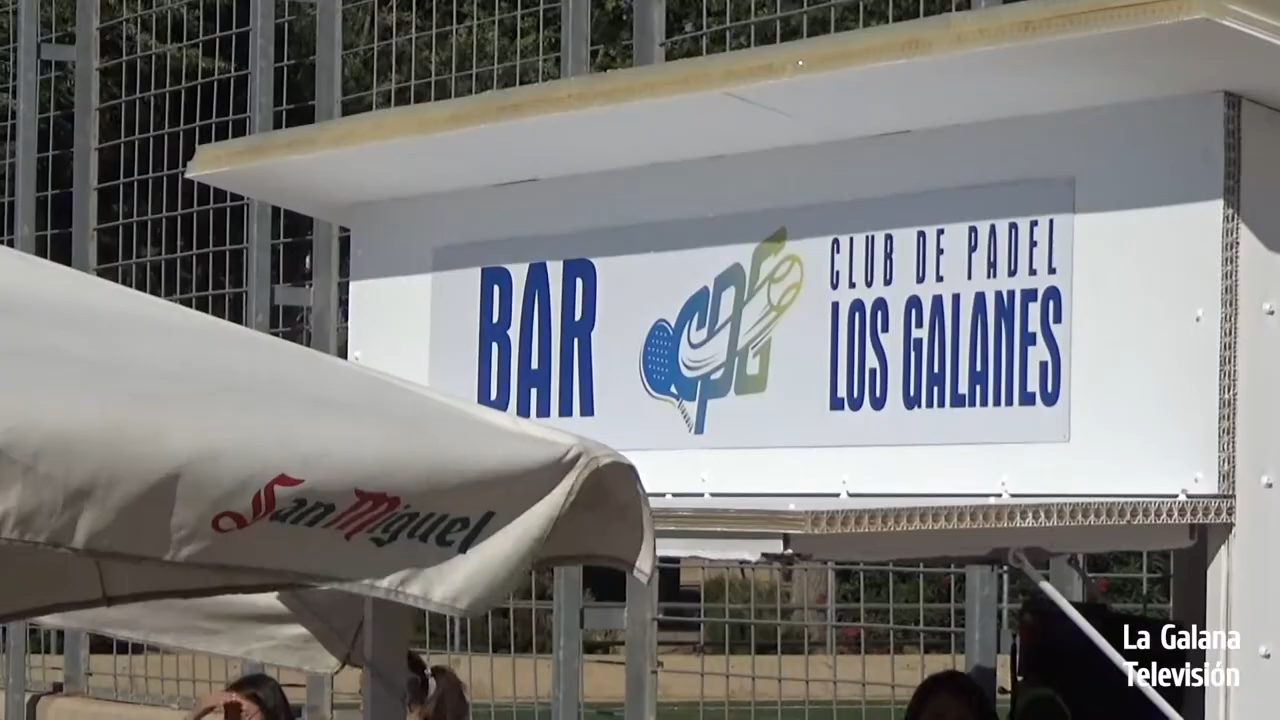 BAR
CPG
CLUB DE PADEL
LOS GALANES
San Miguel
La Galana
Televisión